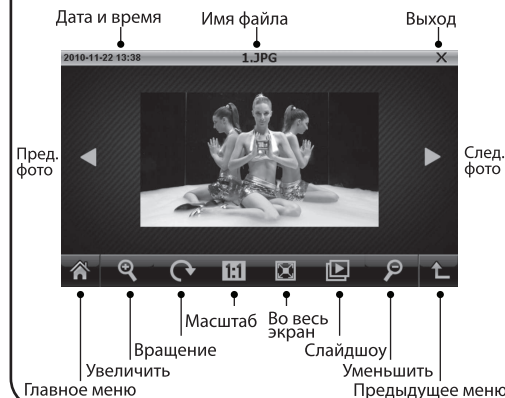 Дата и время
Имя файла
Выход
2010-11-22 13:38
1.JPG
X
Пред.
фото
След.
фото
1:1
Масштаб
Во весь
экран
Вращение
Слайдшоу
Увеличить
Уменьшить
Главное меню
Предыдущее меню